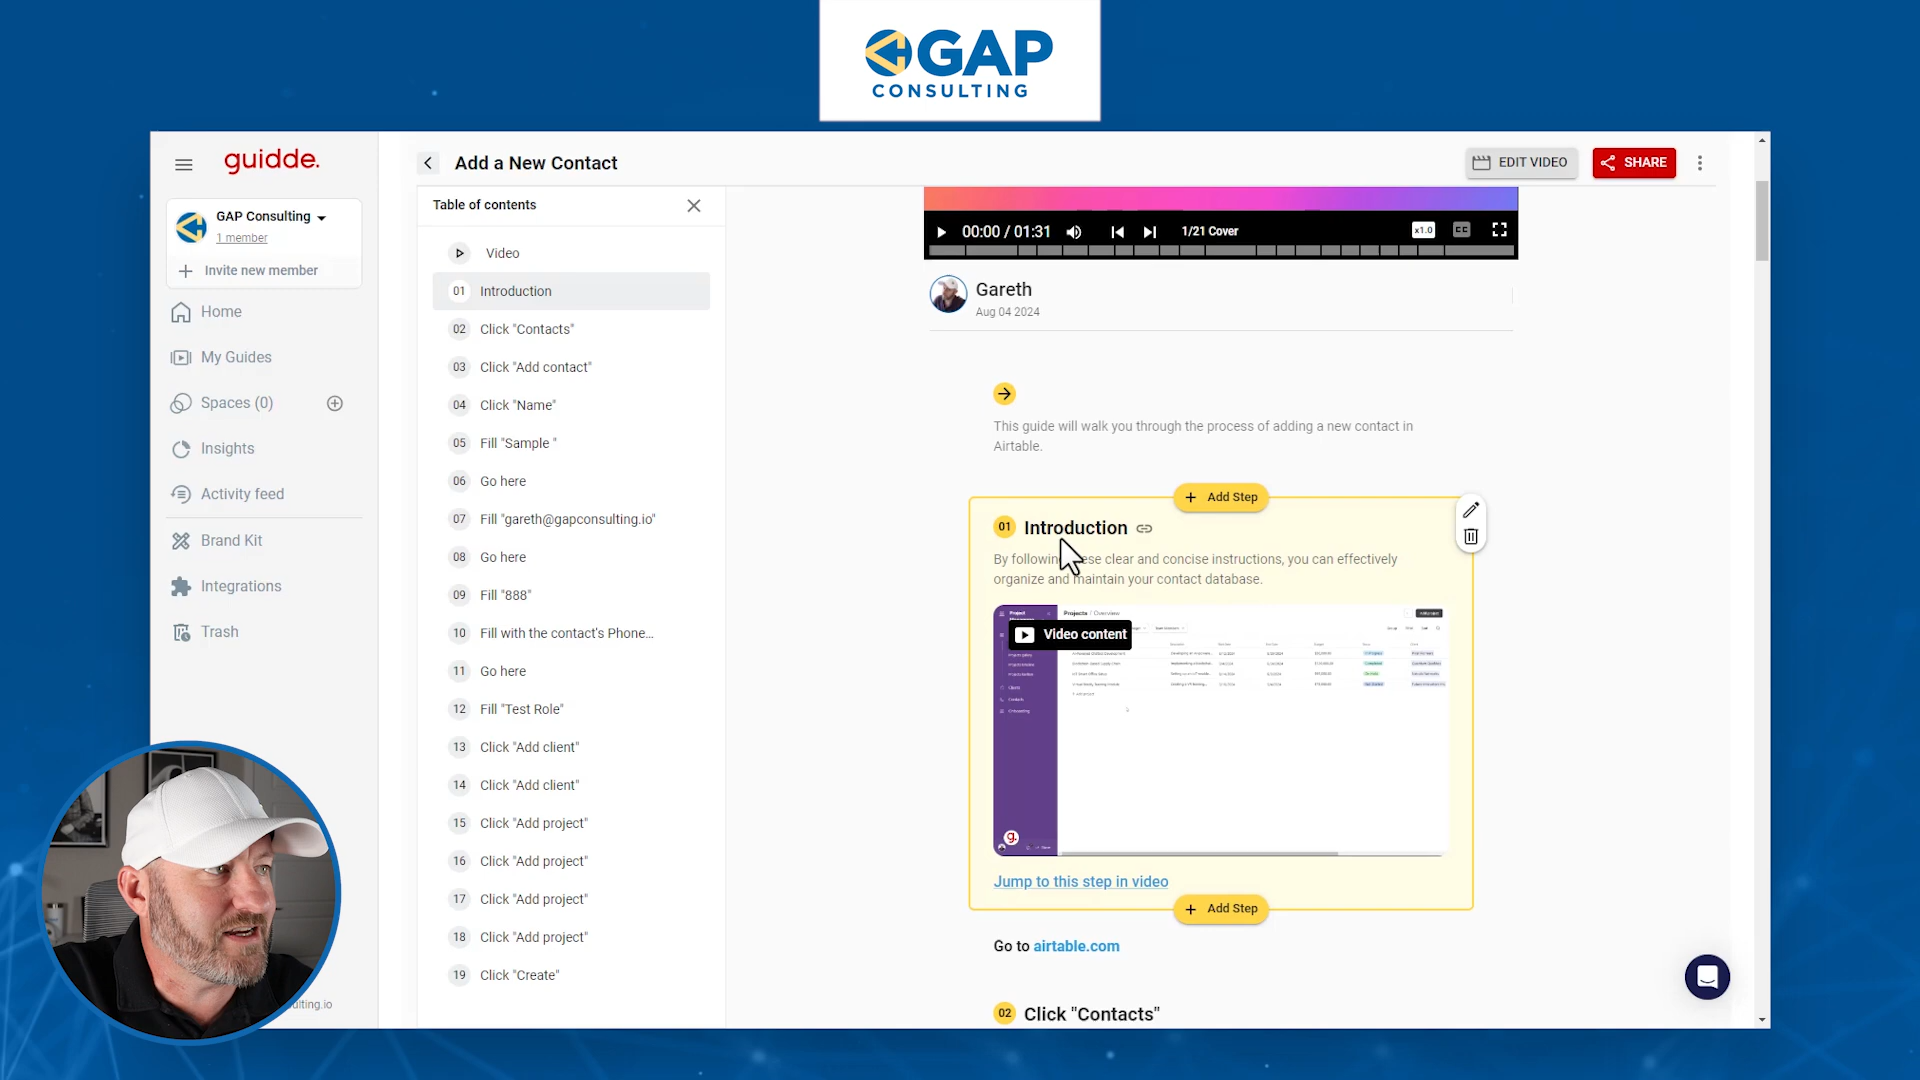 GAP
CONSULTING
guidde.
GAP Consulting
1 member
Invite new member
Home
My Guides
Spaces (0)
Insights
Activity feed
Brand Kit
Integrations
Trash
ulting.io
Add a New Contact
EDIT VIDEO
SHARE
Table of contents
Video
01 Introduction
02 Click "Contacts"
03 Click "Add contact"
04 Click "Name"
05 Fill "Sample "
06 Go here
07 Fill "gareth@gapconsulting.io"
08 Go here
09 Fill "888"
10 Fill with the contact's Phone...
11 Go here
12 Fill "Test Role"
13 Click "Add client"
14 Click "Add client"
15 Click "Add project"
16 Click "Add project"
17 Click "Add project"
18 Click "Add project"
19 Click "Create"
00:00 / 01:31
1/21 Cover
x1.0
CC
Gareth
Aug 04 2024
This guide will walk you through the process of adding a new contact in
Airtable.
Add Step
01 Introduction
By following these clear and concise instructions, you can effectively
organize and maintain your contact database.
Projects / Overview
Video content
g.
Jump to this step in video
Add Step
Go to airtable.com
02 Click "Contacts"